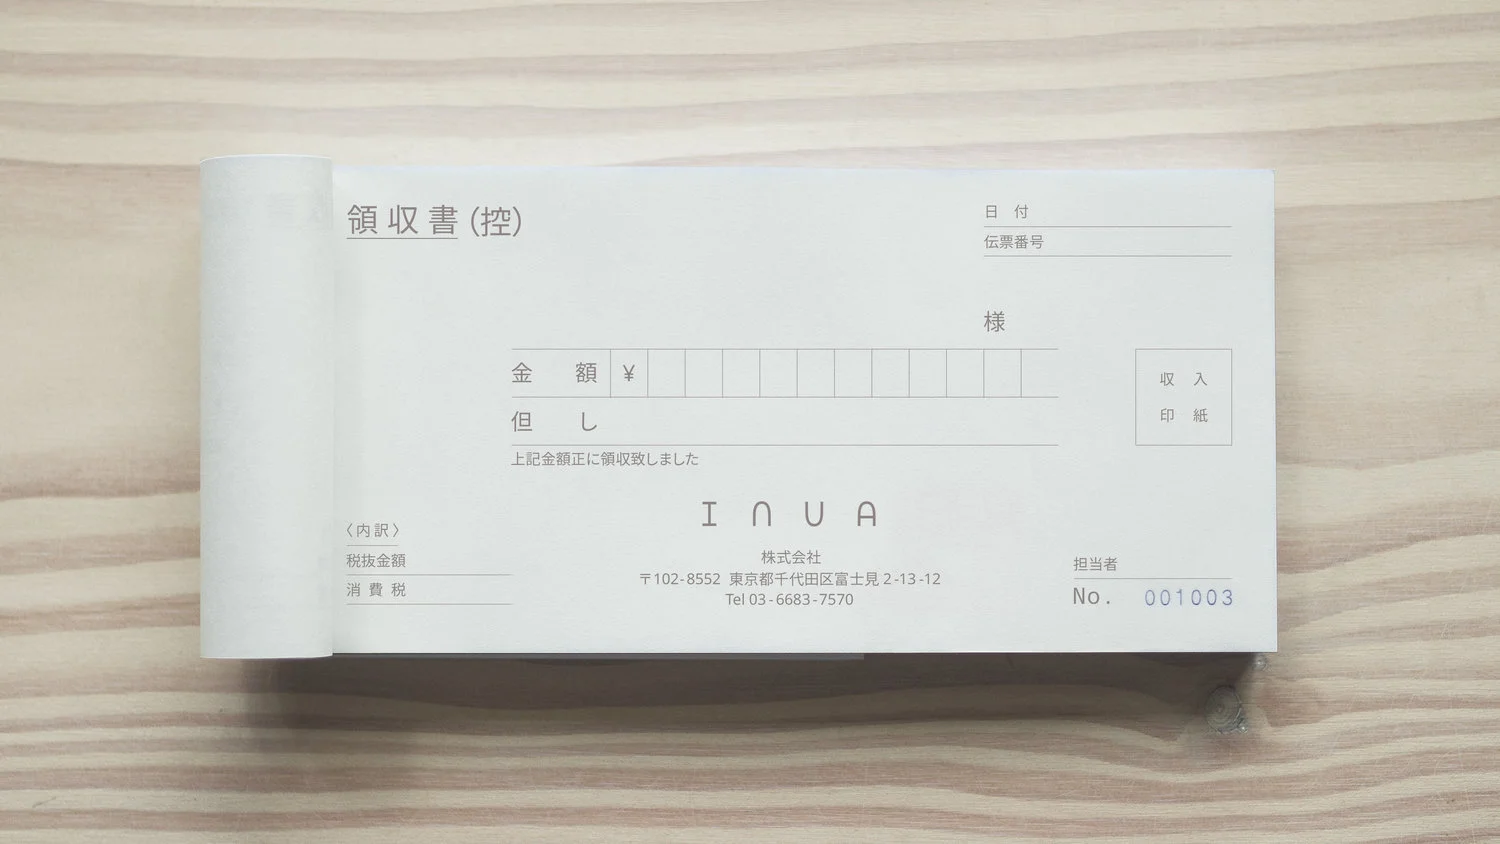 領収書（控）
日 付
伝票番号
様
金 額 ¥
但 し
上記金額正に領収致しました
収 入
印 紙
INUA
株式会社
〒102-8552 東京都千代田区富士見 2-13-12
Tel 03-6683-7570
〈内訳〉
税抜金額
消 費 税
担当者
No. 001003